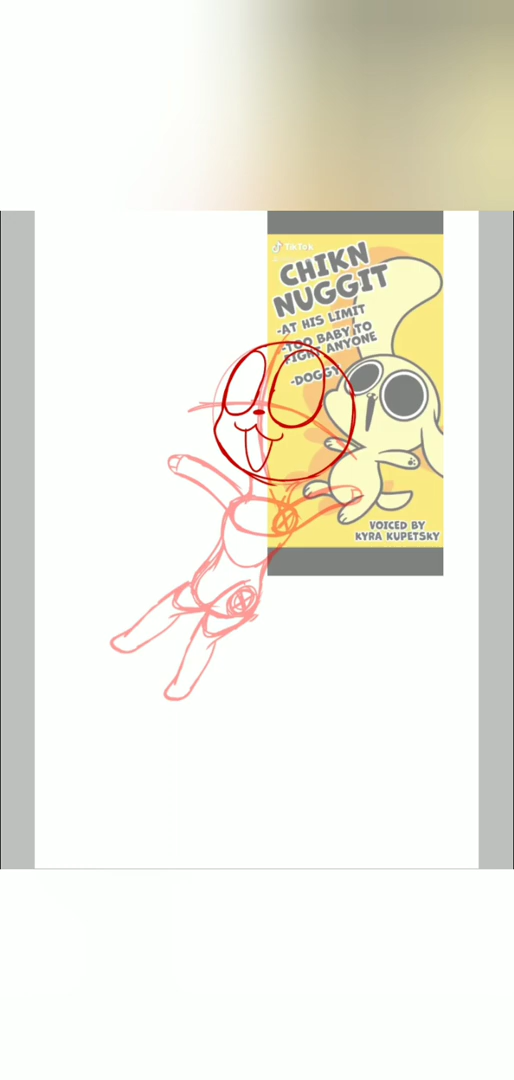 TikTok
CHIKN
NUGGIT
-AT HIS LIMIT
-TOO BABY TO
FIGHT ANYONE
-DOGGY
VOICED BY
KYRA KUPETSKY